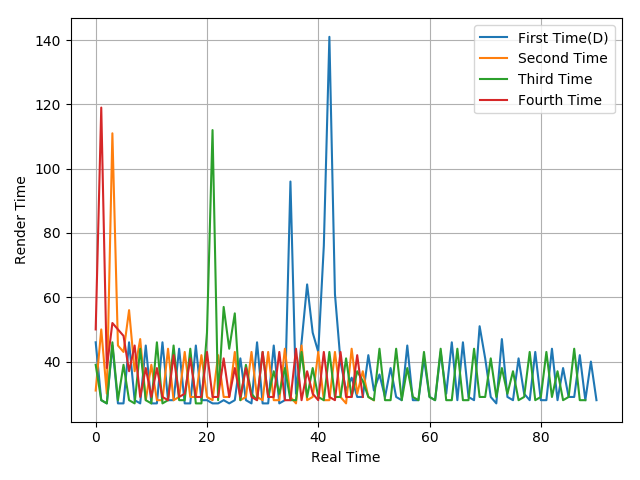 First Time(D)
Second Time
Third Time
Fourth Time
140
120
100
80
60
40
Render Time
0
20
40
60
80
Real Time